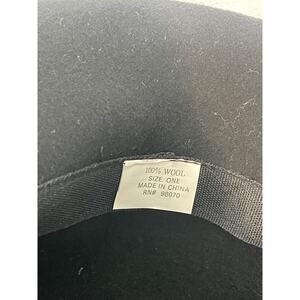 100% WOOL
SIZE: ONE
MADE IN CHINA
RN# 98070